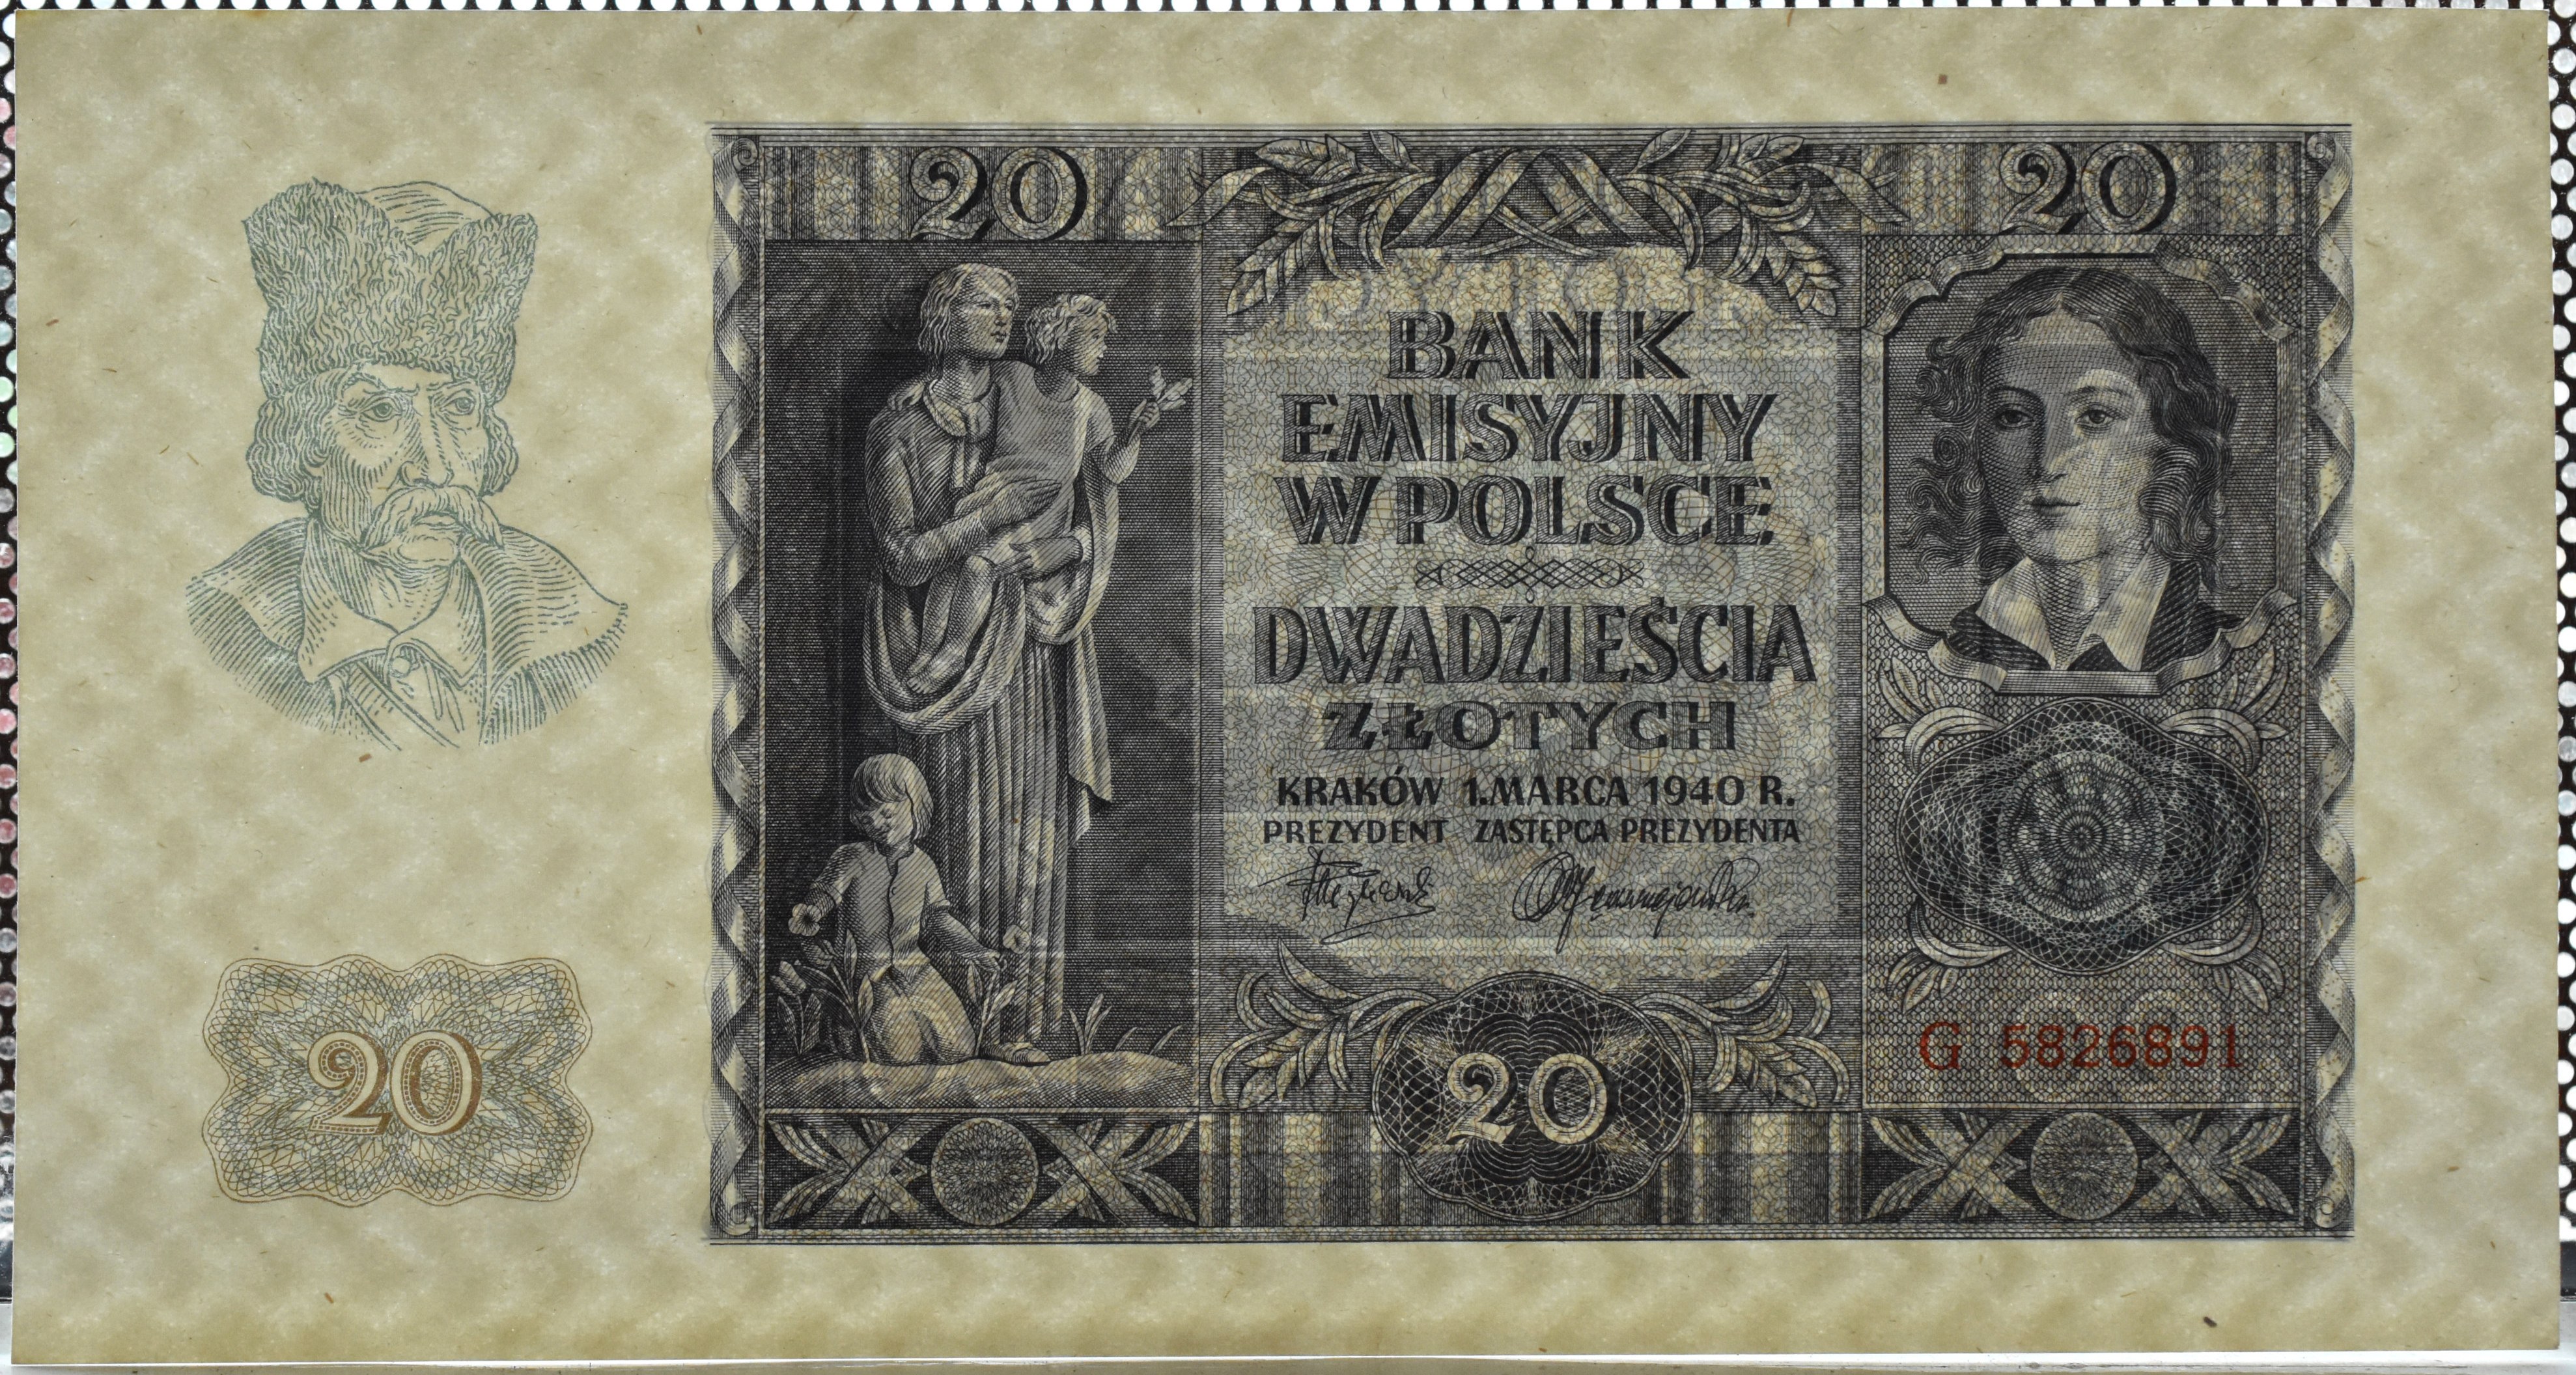 20
20
BANK
EMISYJNY
W POLSCE
DWADZIEŚCIA
ZŁOTYCH
KRAKÓW 1. MARCA 1940 R.
PREZYDENT ZASTĘPCA PREZYDENTA
G 5826891
20
20